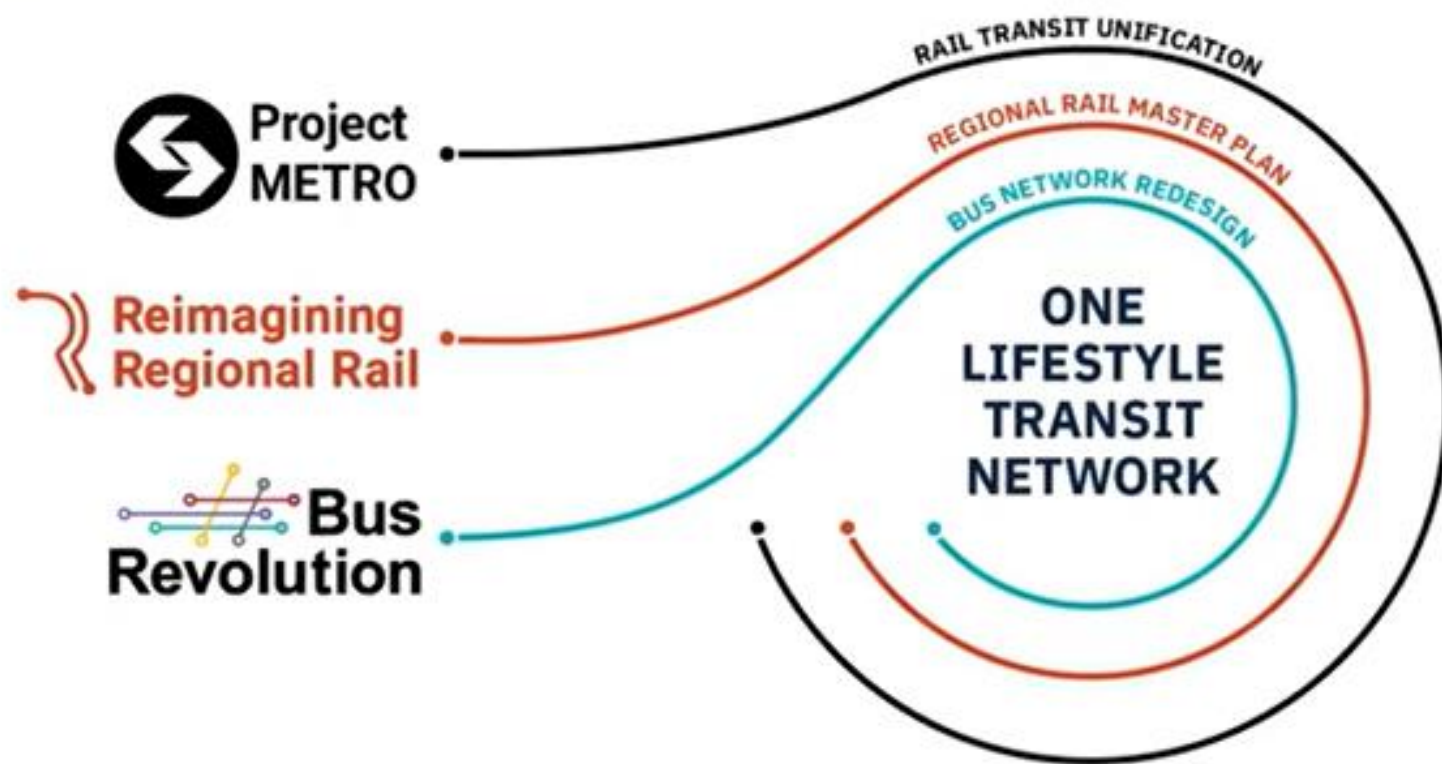 Project
METRO
Reimagining
Regional Rail
Bus
Revolution
RAIL TRANSIT UNIFICATION
REGIONAL RAIL MASTER PLAN
BUS NETWORK REDESIGN
ONE
LIFESTYLE
TRANSIT
NETWORK